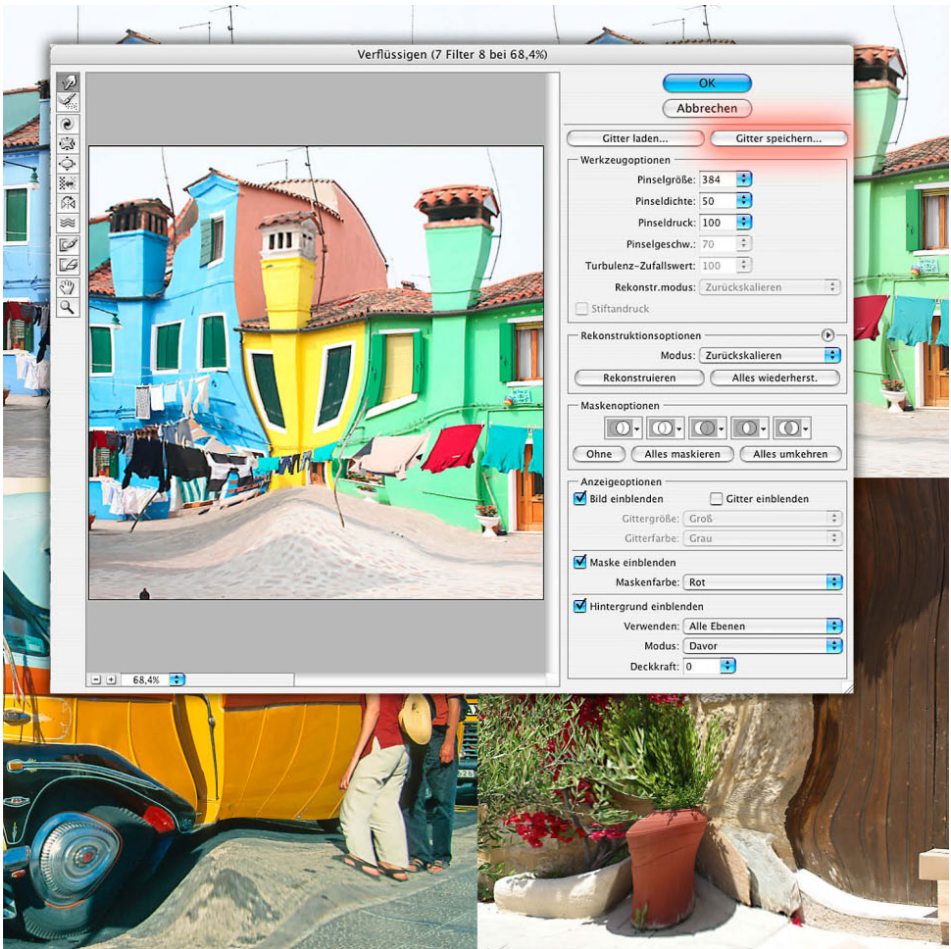 Verflüssigen (7 Filter 8 bei 68,4%)
OK
Abbrechen
Gitter laden...
Gitter speichern...
Werkzeugoptionen
Pinselgröße: 384
Pinseldichte: 50
Pinseldruck: 100
Pinselgeschw.: 70
Turbulenz-Zufallswert: 100
Rekonstr.modus: Zurückskalieren
Stiftandruck
Rekonstruktionsoptionen
Modus: Zurückskalieren
Rekonstruieren
Alles wiederherst.
Maskenoptionen
Ohne
Alles maskieren
Alles umkehren
Anzeigeoptionen
Bild einblenden
Gitter einblenden
Gittergröße: Groß
Gitterfarbe: Grau
Maske einblenden
Maskenfarbe: Rot
Hintergrund einblenden
Verwenden: Alle Ebenen
Modus: Davor
Deckkraft: 0
68,4%